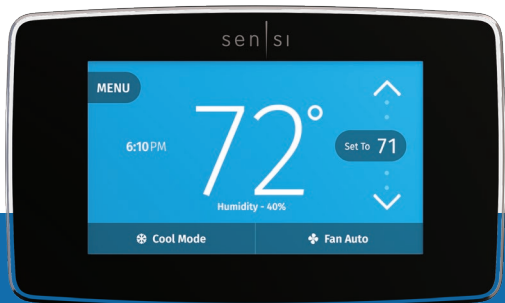 sensi
MENU
72°
6:10PM
Set To 71
Humidity - 40%
Cool Mode
Fan Auto